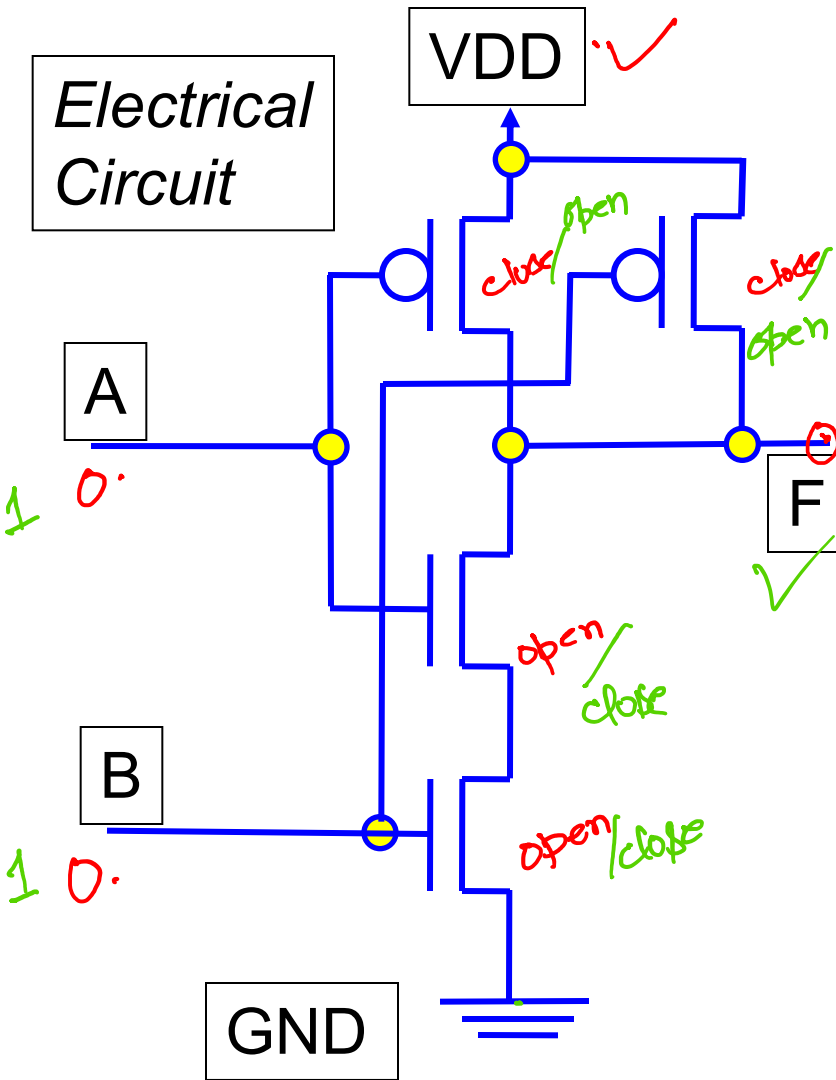 VDD
Electrical
Circuit
close/open
close/
open
A
1 0.
F
open/
close
B
open/close
1 0.
GND